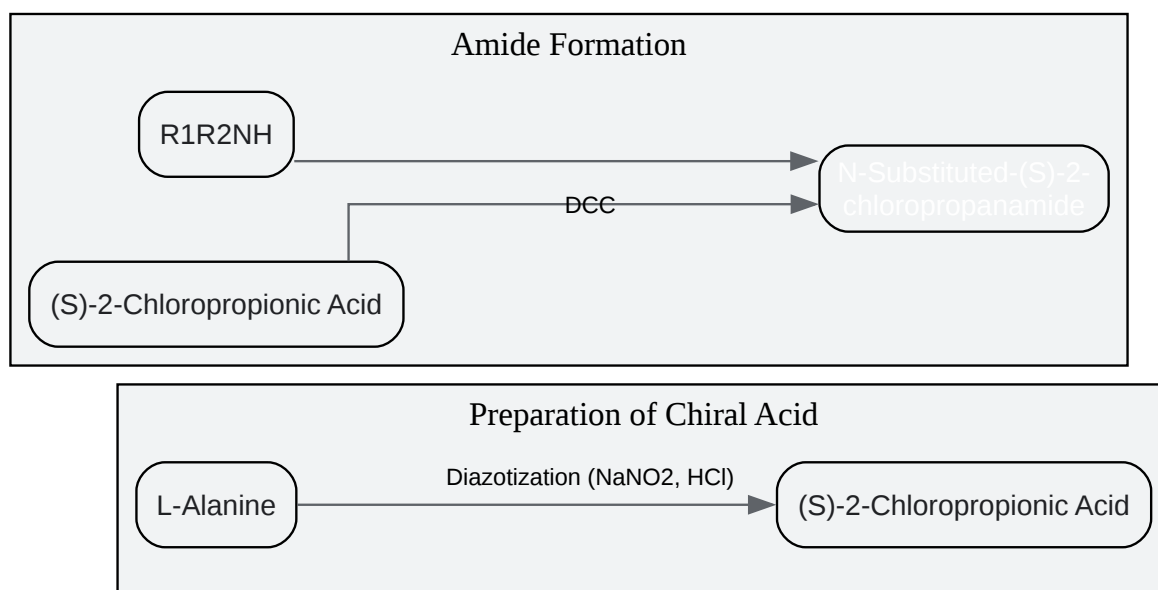 Amide Formation
R1R2NH
N-Substituted-(S)-2-
chloropropanamide
DCC
(S)-2-Chloropropionic Acid
Preparation of Chiral Acid
Diazotization (NaNO2, HCl)
L-Alanine
(S)-2-Chloropropionic Acid